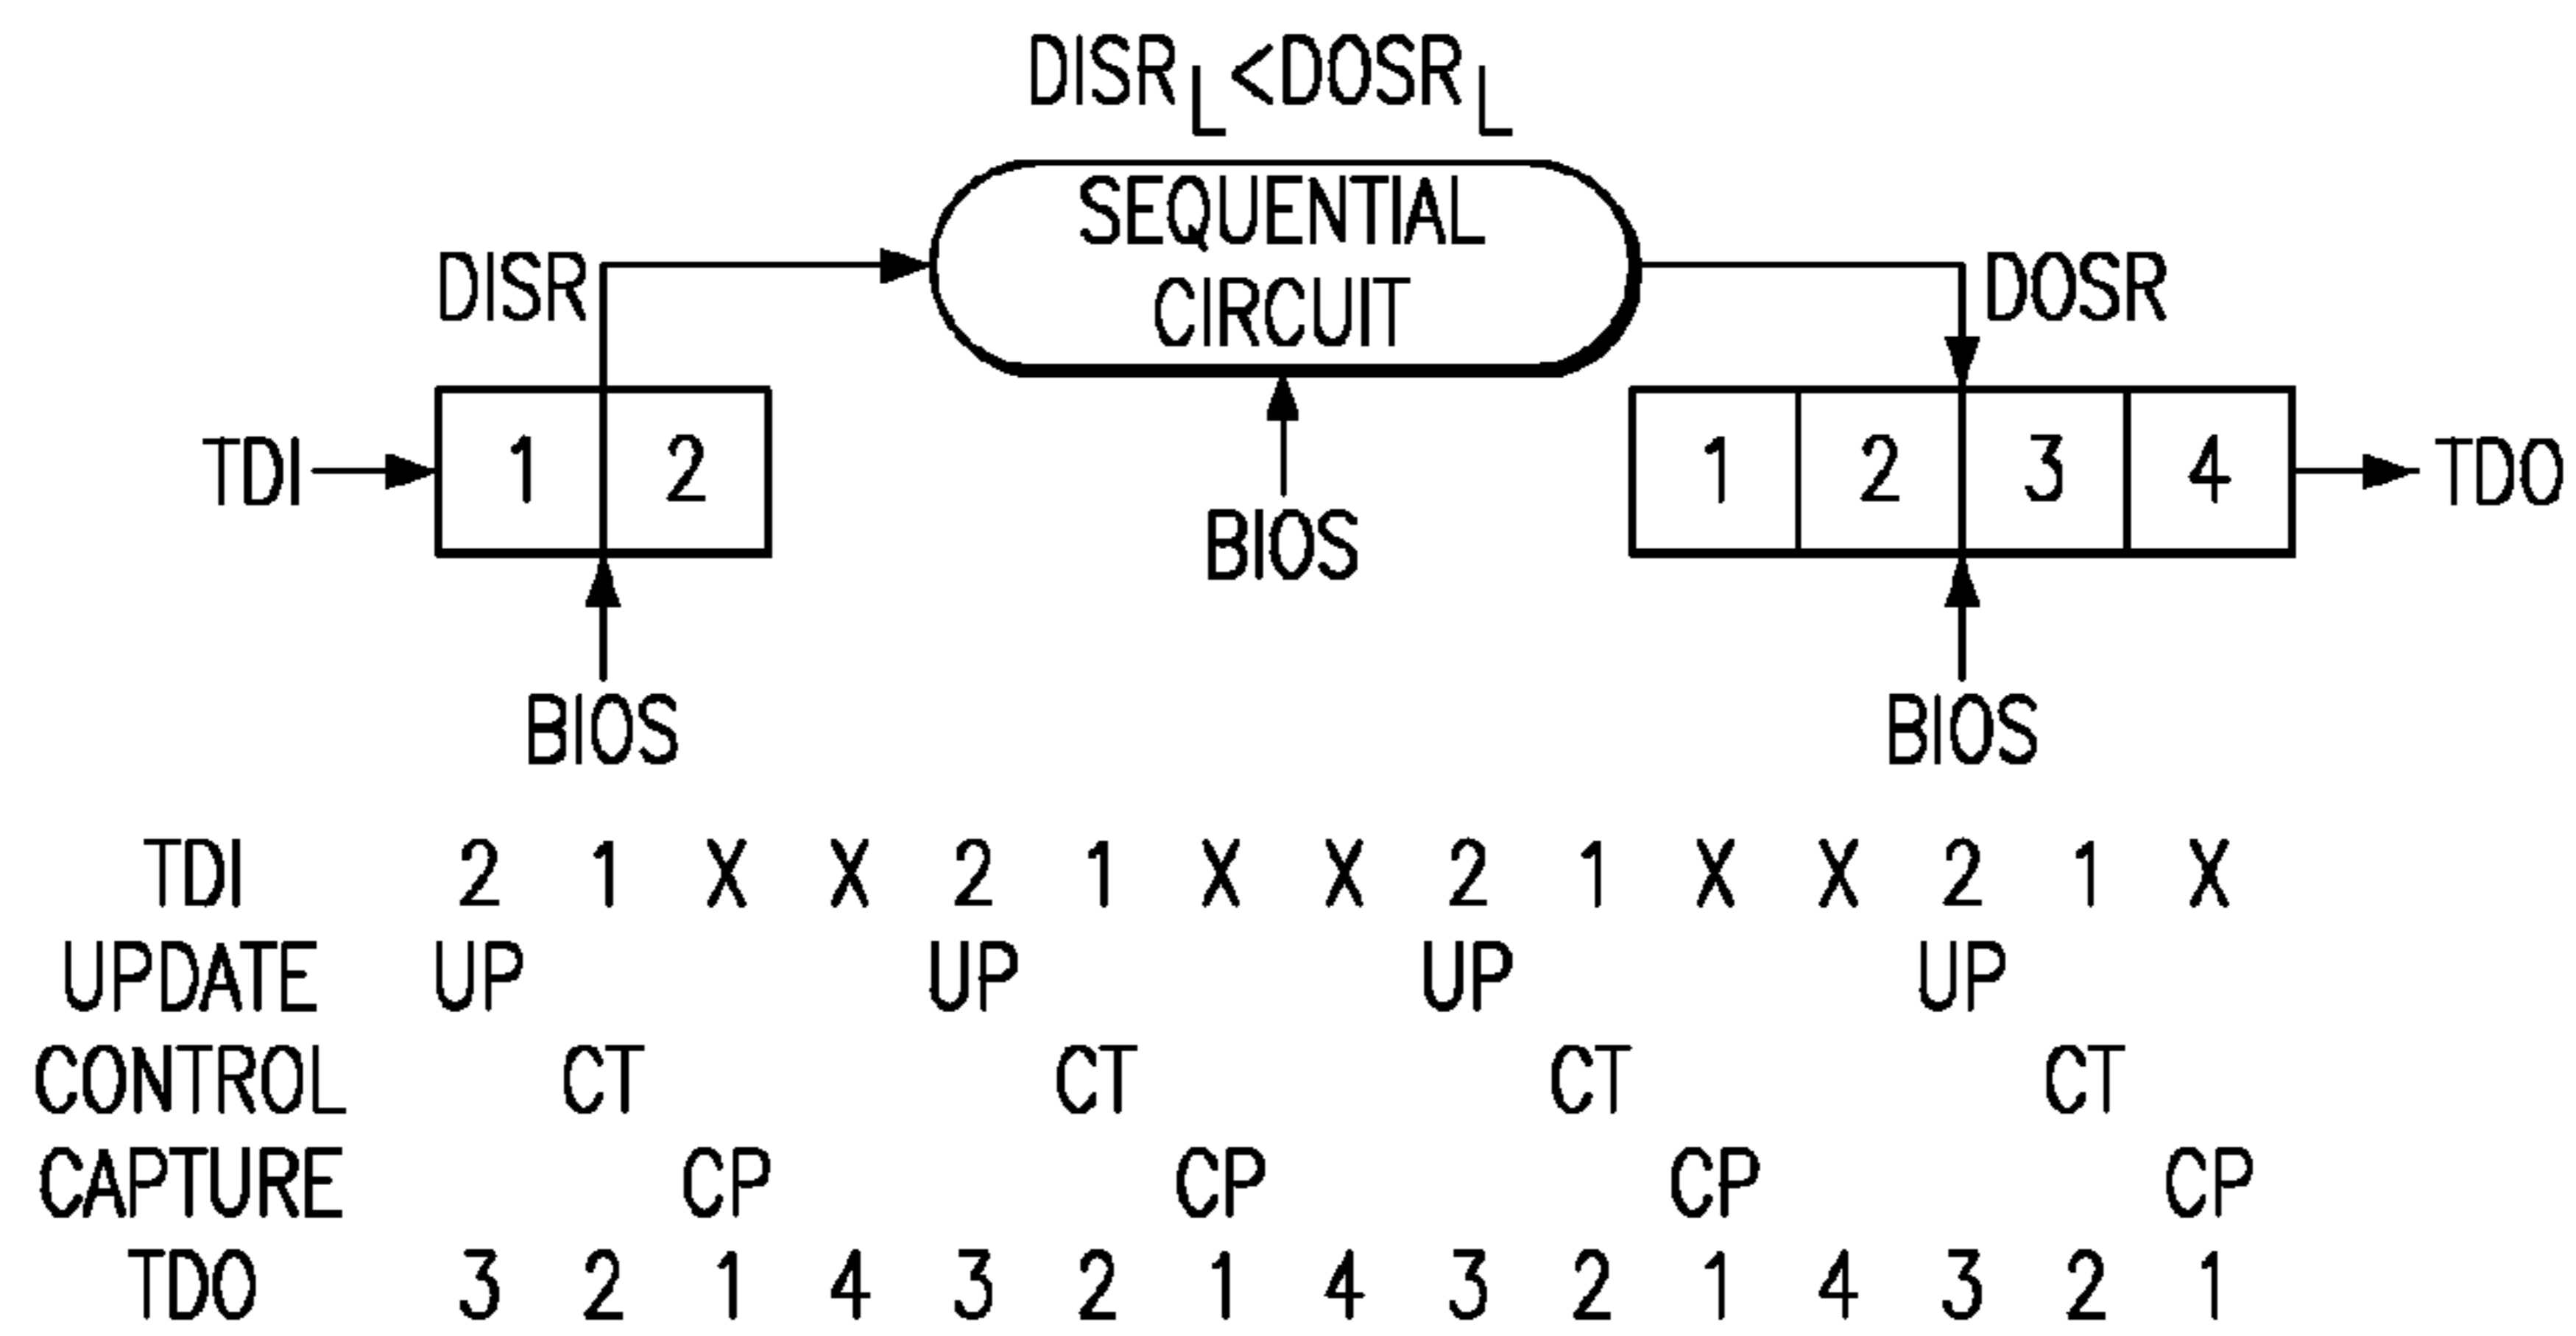 DISR L<DOSR L
SEQUENTIAL
CIRCUIT
DISR
DOSR
TDI
1 2
1 2 3 4
TDO
BIOS
BIOS
BIOS
TDI 2 1 X X 2 1 X X 2 1 X X 2 1 X
UPDATE UP UP UP UP
CONTROL CT CT CT CT
CAPTURE CP CP CP CP
TDO 3 2 1 4 3 2 1 4 3 2 1 4 3 2 1